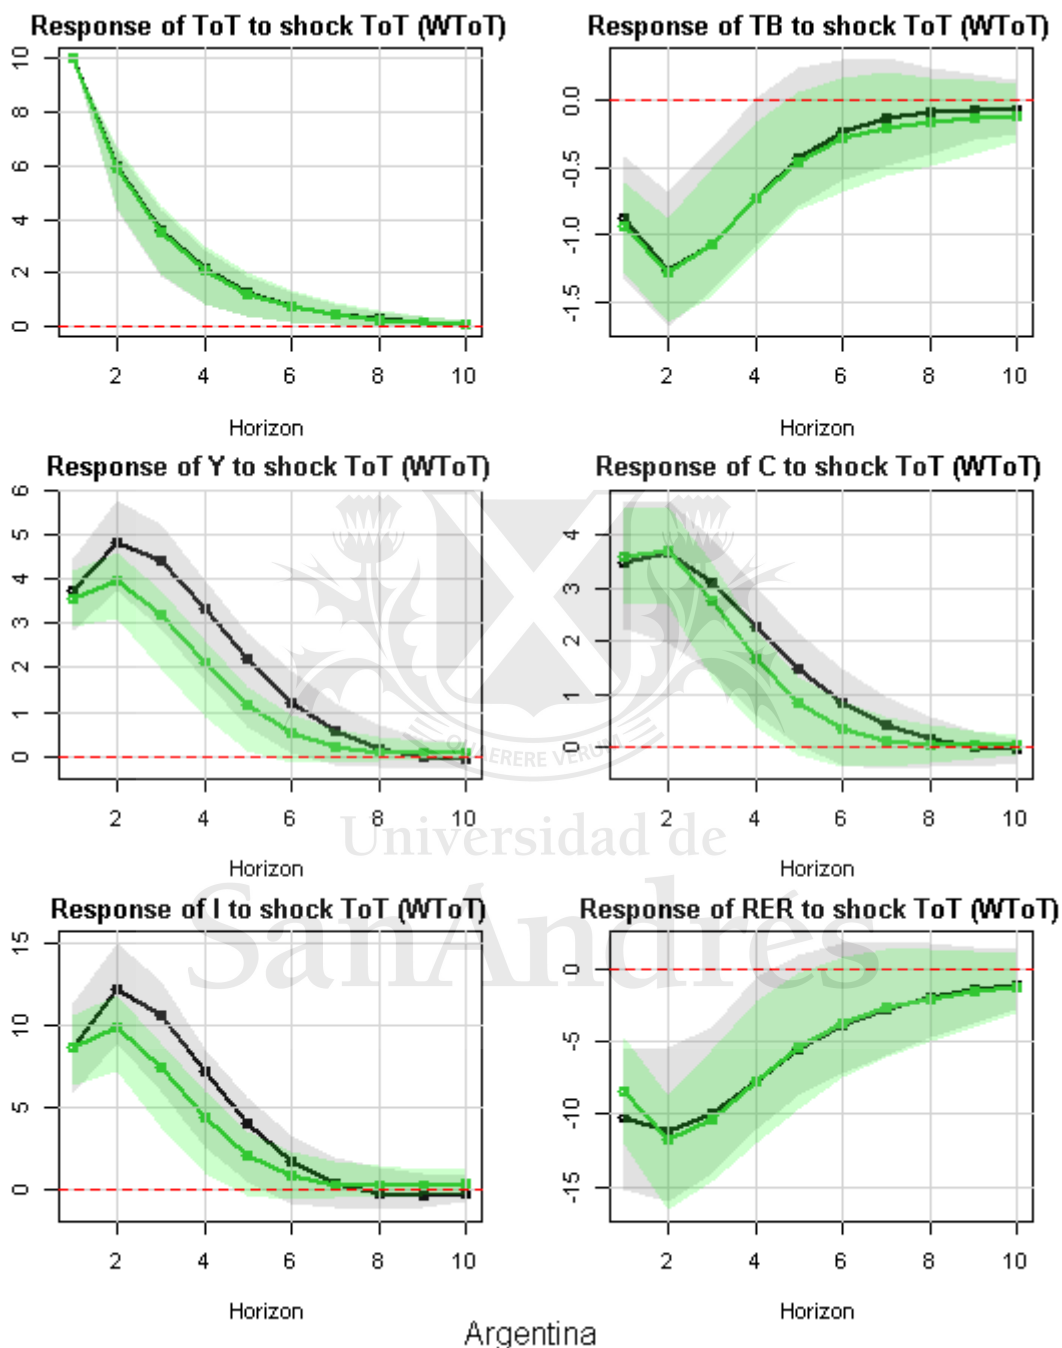 Response of ToT to shock ToT (WToT) Response of TB to shock ToT (WToT)
10
8
6
4
2
0
2 4 6 8 10
Horizon
0.0
-0.5
-1.0
-1.5
2 4 6 8 10
Horizon
Response of Y to shock ToT (WToT) Response of C to shock ToT (WToT)
6
5
4
3
2
1
0
2 4 6 8 10
Horizon
4
3
2
1
0
2 4 6 8 10
Horizon
AERERE VERUM
Universidad de
SanAndrés
Response of I to shock ToT (WToT) Response of RER to shock ToT (WToT)
15
10
5
0
2 4 6 8 10
Horizon
0
-5
-10
-15
2 4 6 8 10
Horizon
Argentina